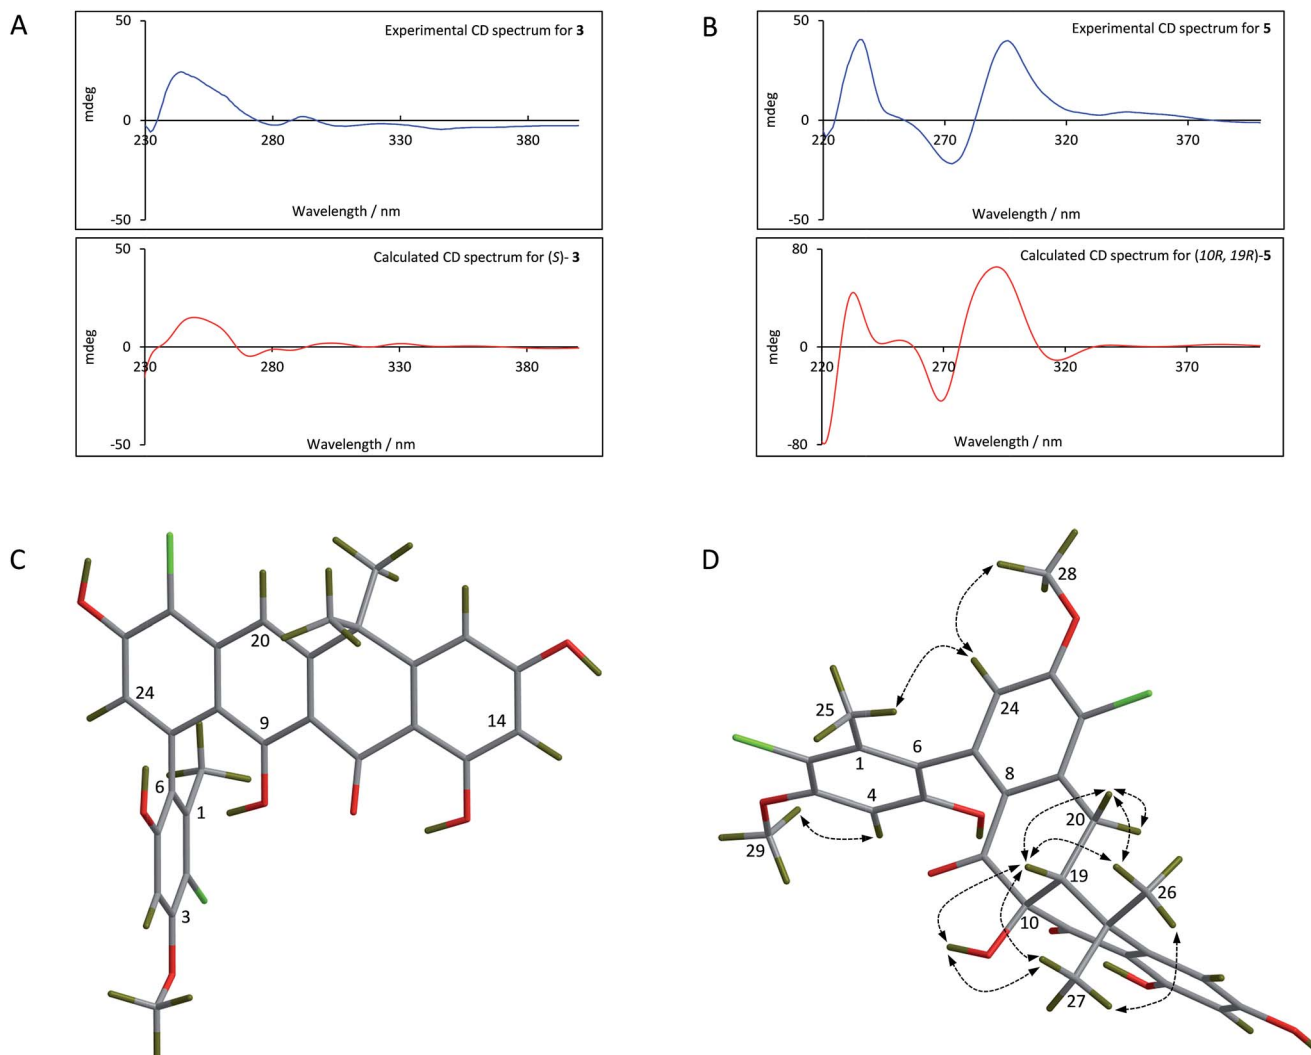 A
50
Experimental CD spectrum for 3
mdeg
0
230 280 330 380
Wavelength / nm
-50
50
Calculated CD spectrum for (S)- 3
mdeg
0
230 280 330 380
-50
Wavelength / nm
B
50
Experimental CD spectrum for 5
mdeg
0
220 270 320 370
Wavelength / nm
-50
80
Calculated CD spectrum for (10R, 19R)-5
mdeg
0
220 270 320 370
-80
Wavelength / nm
C
20
24
9
14
6
1
3
D
28
25
24
6
1
8
4
20
29
19
26
10
27